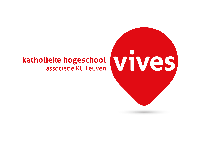 katholieke hogeschool
associatie KU Leuven
vives